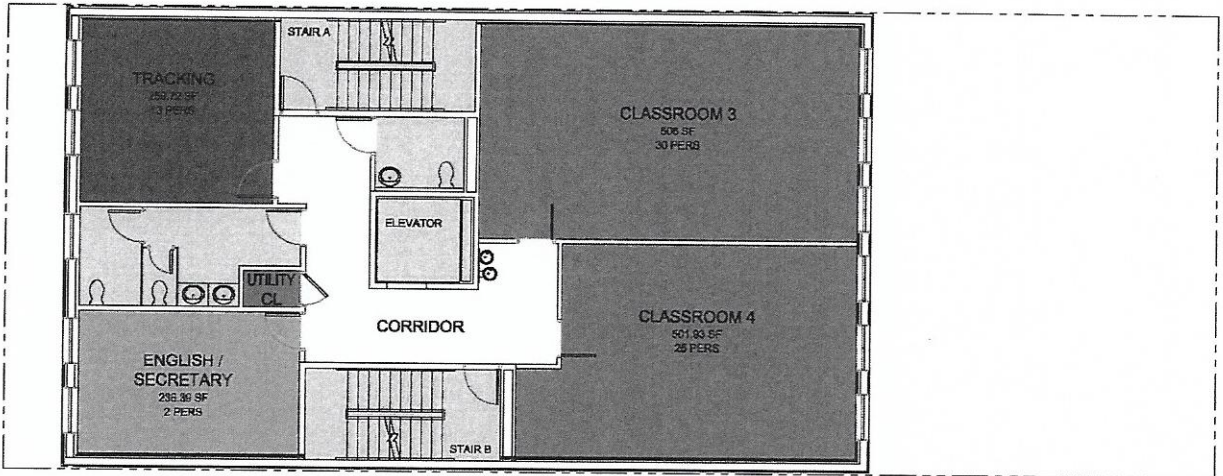 STAIR A
TRACKING
259.72 SF
13 PERS
CLASSROOM 3
506 SF
30 PERS
ELEVATOR
UTILITY
CL
CORRIDOR
CLASSROOM 4
501.93 SF
25 PERS
ENGLISH /
SECRETARY
236.39 SF
2 PERS
STAIR B